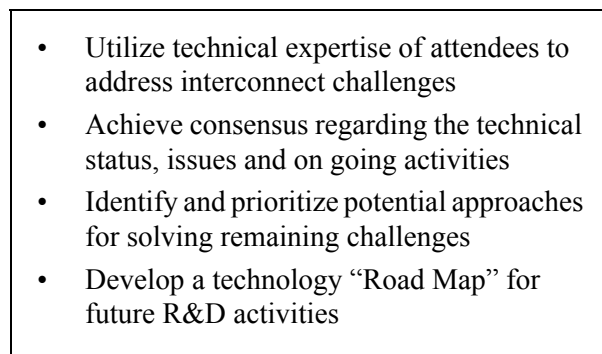 • Utilize technical expertise of attendees to
address interconnect challenges
• Achieve consensus regarding the technical
status, issues and on going activities
• Identify and prioritize potential approaches
for solving remaining challenges
• Develop a technology “Road Map” for
future R&D activities